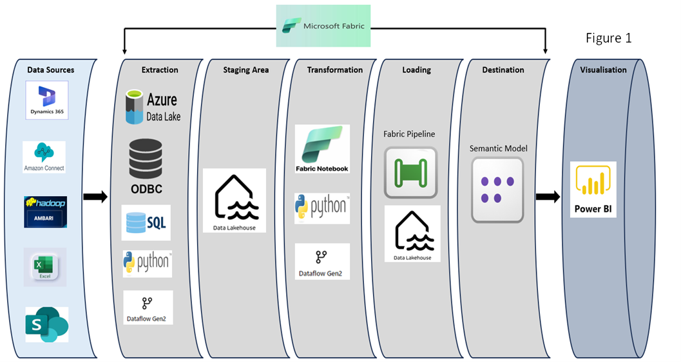 Microsoft Fabric
Figure 1
Data Sources
Extraction
Staging Area
Transformation
Loading
Destination
Visualisation
Dynamics 365
Amazon Connect
hadoop
AMBARI
Excel
S
Azure
Data Lake
ODBC
SQL
python
Dataflow Gen2
Data Lakehouse
Fabric Notebook
python
Dataflow Gen2
Fabric Pipeline
Data Lakehouse
Semantic Model
Power BI